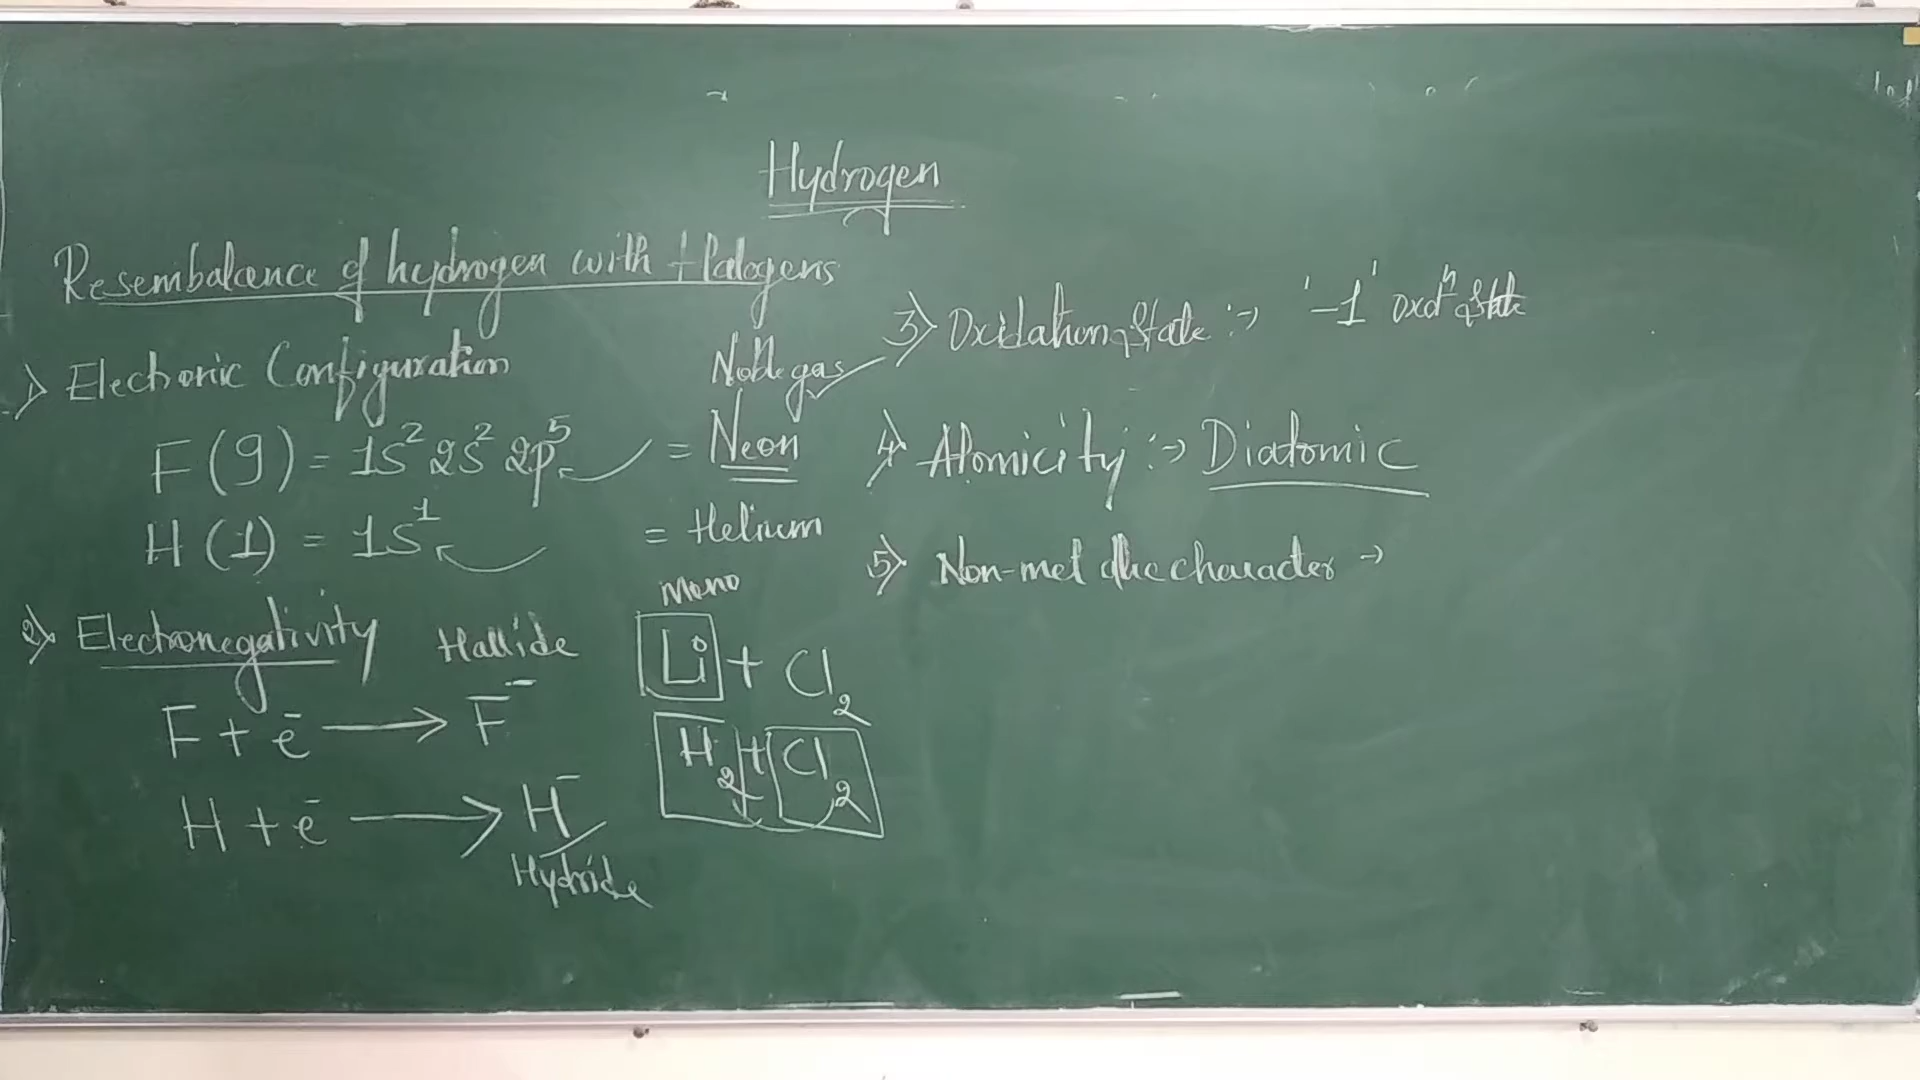 Hydrogen
Resembalance of hydrogen with Halogens
1) Electronic Configuration
Noble gas
F (9) = 1S² 2S² 2p⁵ = Neon
H (1) = 1S¹ = Helium
2) Electronegativity
Hallide
F + e⁻ → F⁻
H + e⁻ → H⁻
Hydride
Mono
Li + Cl₂
H₂ + Cl₂
3) Oxidation State :→ '-1' oxdⁿ State
4) Atomicity :→ Diatomic
5) Non-metallic character →